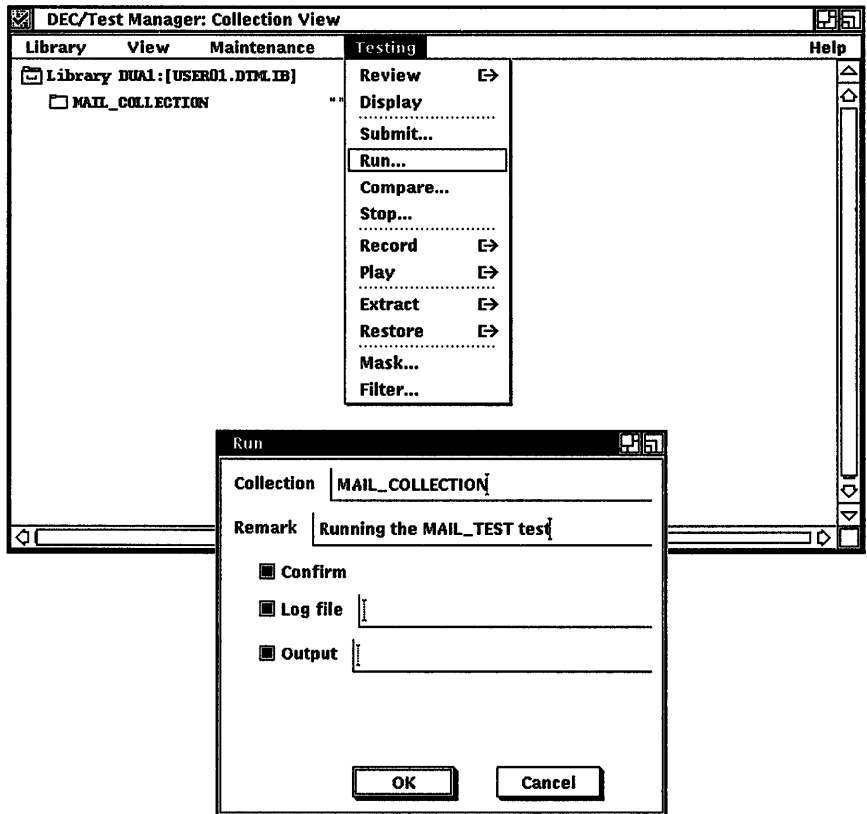 DEC/Test Manager: Collection View
Library View Maintenance Testing Help
Library DUA1:[USER01.DTMLIB]
MAIL_COLLECTION ""
Review
Display
Submit...
Run...
Compare...
Stop...
Record
Play
Extract
Restore
Mask...
Filter...
Run
Collection MAIL_COLLECTION
Remark Running the MAIL_TEST test
Confirm
Log file
Output
OK Cancel